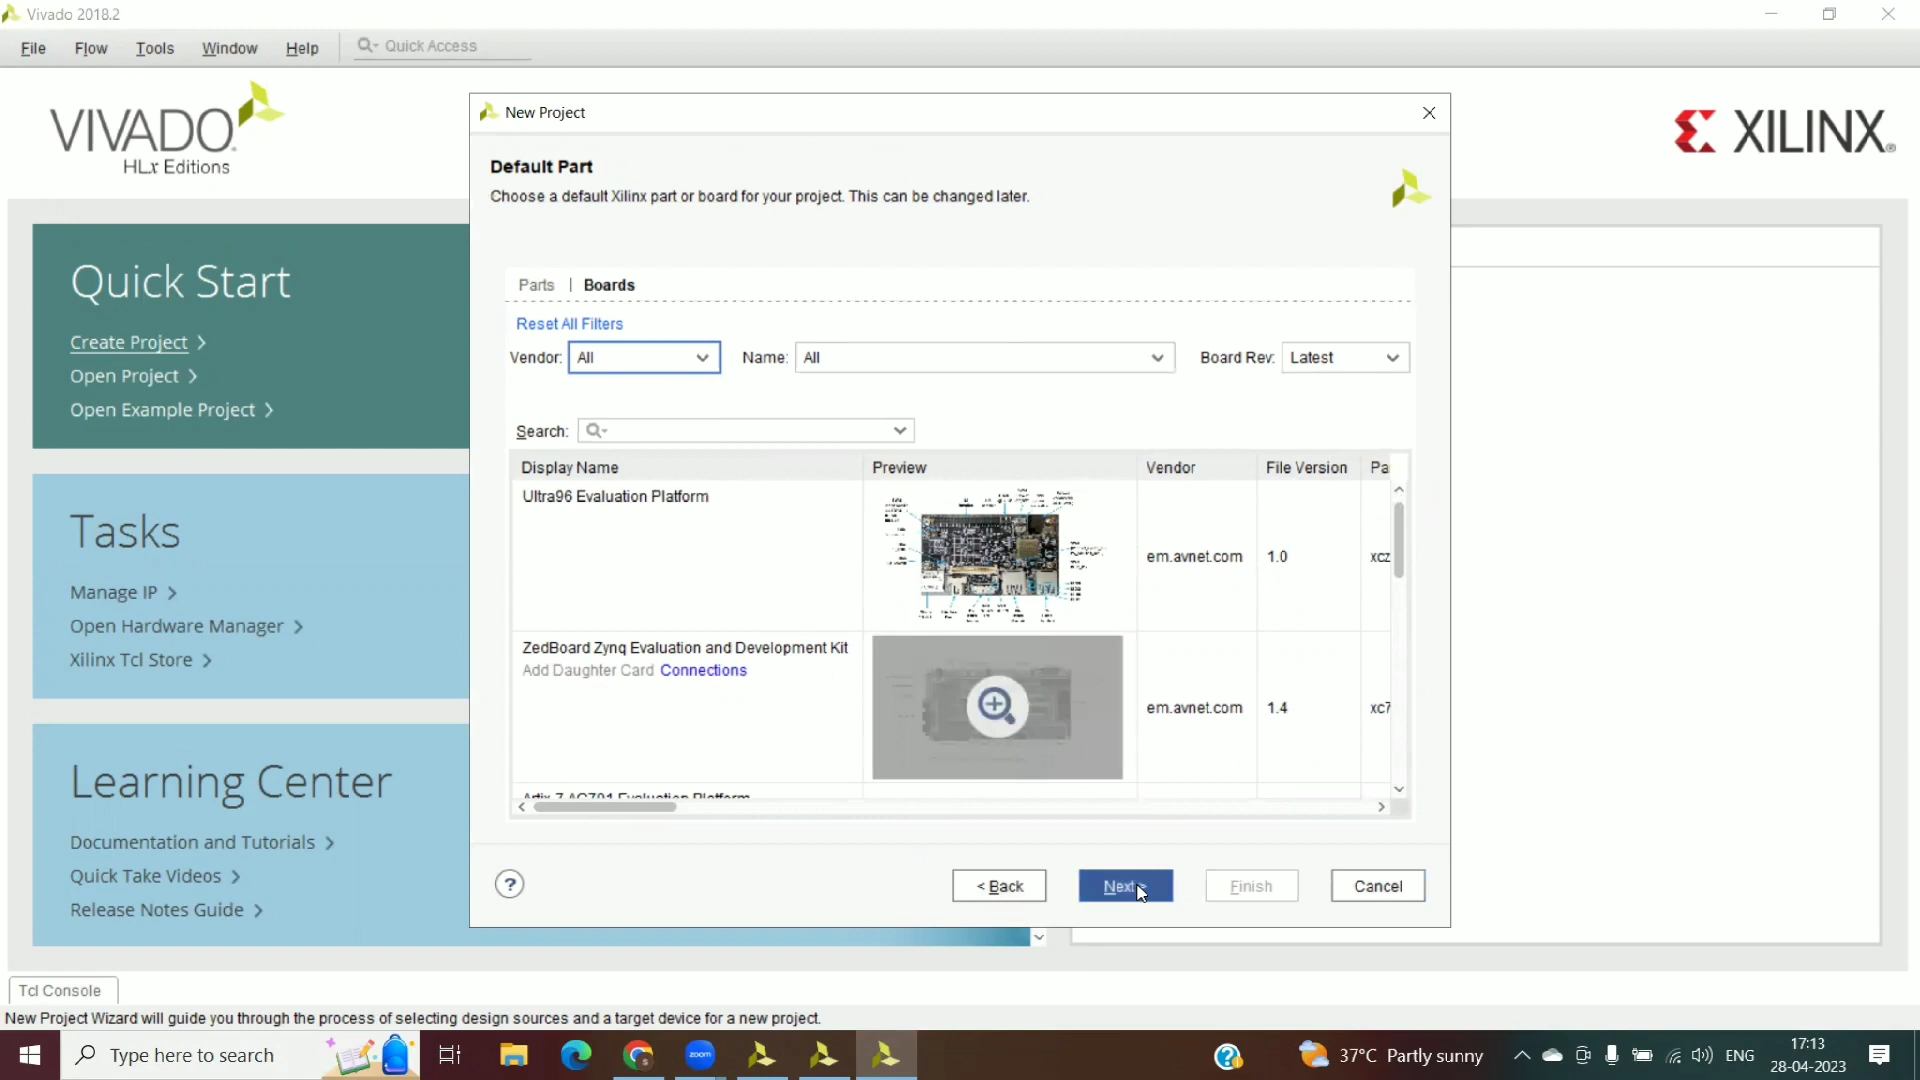 Vivado 2018.2
File Flow Tools Window Help Quick Access
VIVADO
HLx Editions
XILINX
New Project
Default Part
Choose a default Xilinx part or board for your project. This can be changed later.
Quick Start
Create Project
Open Project
Open Example Project
Tasks
Manage IP
Open Hardware Manager
Xilinx Tcl Store
Learning Center
Documentation and Tutorials
Quick Take Videos
Release Notes Guide
Parts | Boards
Reset All Filters
Vendor: All Name: All Board Rev: Latest
Search:
Display Name Preview Vendor File Version Pa
Ultra96 Evaluation Platform em.avnet.com 1.0 xcz
ZedBoard Zynq Evaluation and Development Kit
Add Daughter Card Connections
em.avnet.com 1.4 xc7
< Back Next > Finish Cancel
Tcl Console
New Project Wizard will guide you through the process of selecting design sources and a target device for a new project.
Type here to search
zoom
37°C Partly sunny
ENG
17:13
28-04-2023